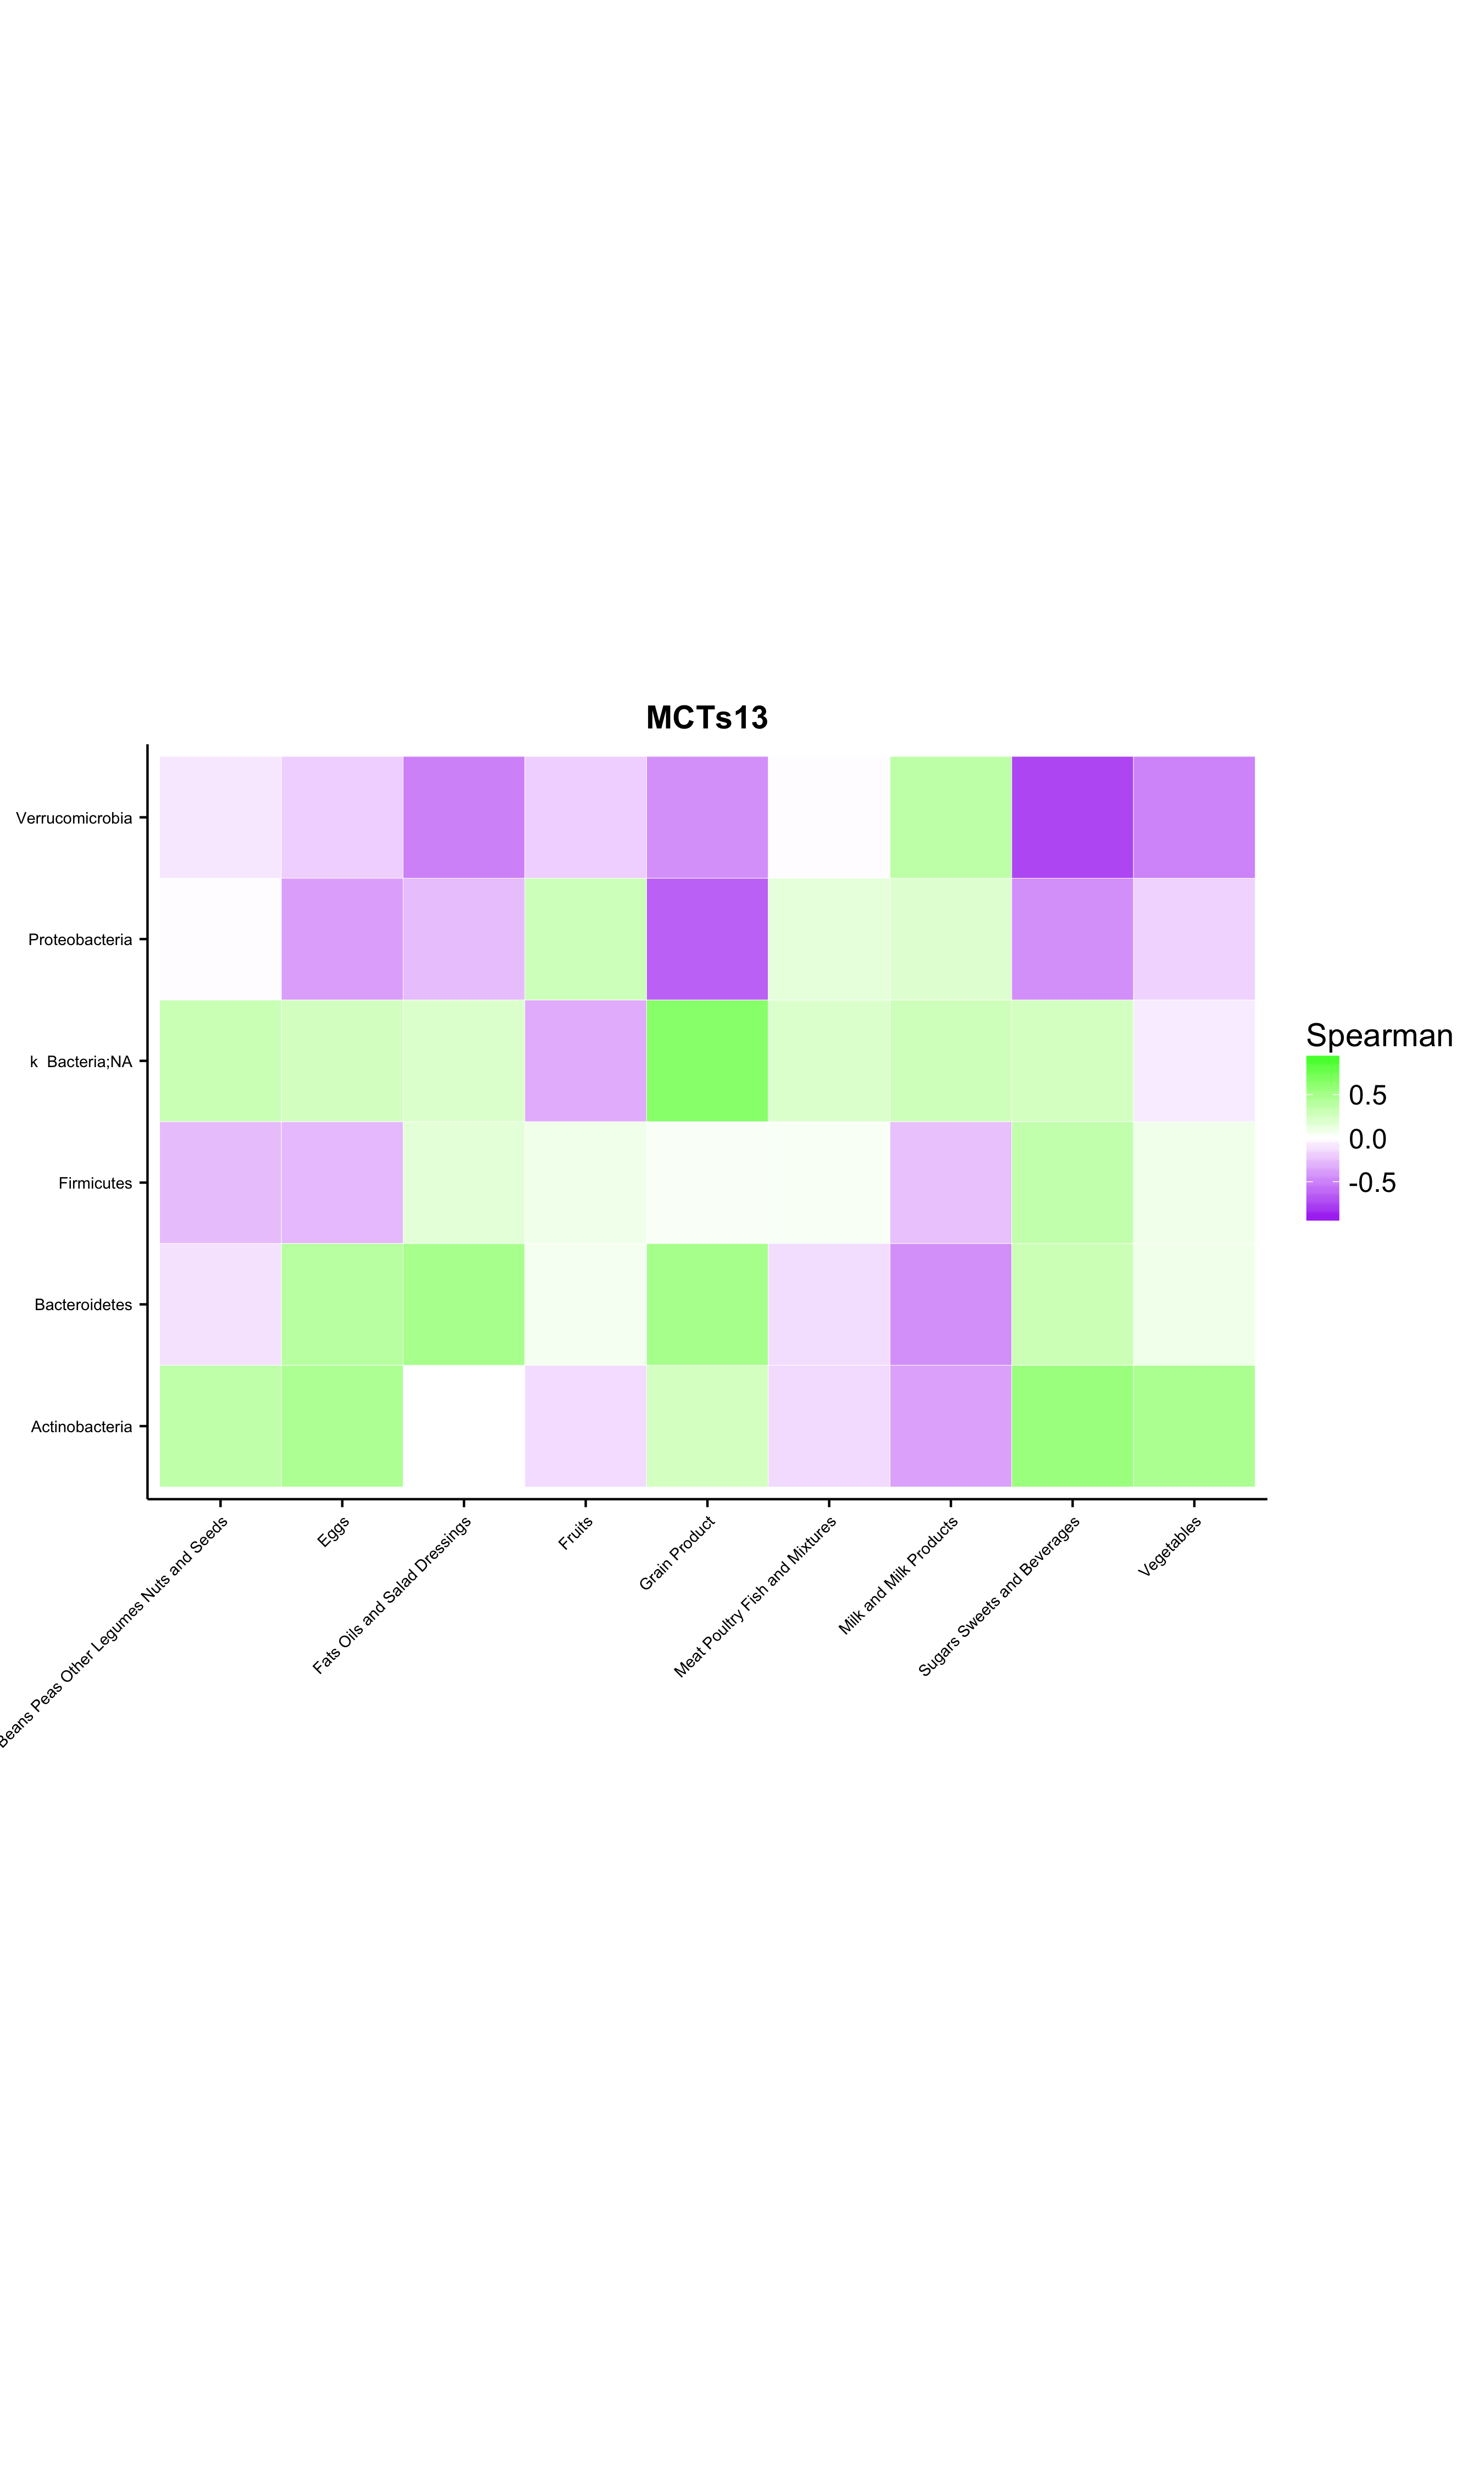 MCTs13
Verrucomicrobia
Proteobacteria
k Bacteria;NA
Firmicutes
Bacteroidetes
Actinobacteria
Beans Peas Other Legumes Nuts and Seeds
Eggs
Fats Oils and Salad Dressings
Fruits
Grain Product
Meat Poultry Fish and Mixtures
Milk and Milk Products
Sugars Sweets and Beverages
Vegetables
Spearman
0.5
0.0
-0.5